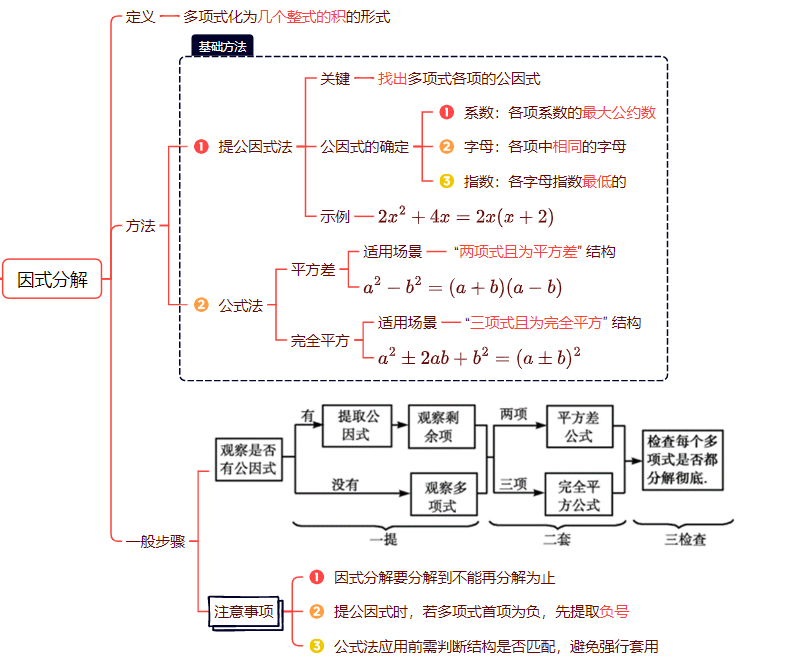 定义
多项式化为几个整式的积的形式
基础方法
关键
找出多项式各项的公因式
❶ 系数：各项系数的最大公约数
❶ 提公因式法
公因式的确定
❷ 字母：各项中相同的字母
❸ 指数：各字母指数最低的
示例
2x² + 4x = 2x(x + 2)
方法
适用场景
“两项式且为平方差” 结构
平方差
a² − b² = (a + b)(a − b)
因式分解
❷ 公式法
适用场景
“三项式且为完全平方” 结构
完全平方
a² ± 2ab + b² = (a ± b)²
有
提取公
因式
观察剩
余项
两项
平方差
公式
观察是否
有公因式
检查每个多
项式是否都
分解彻底.
没有
观察多
项式
三项
完全平
方公式
一提
二套
三检查
一般步骤
❶ 因式分解要分解到不能再分解为止
注意事项
❷ 提公因式时，若多项式首项为负，先提取负号
❸ 公式法应用前需判断结构是否匹配，避免强行套用